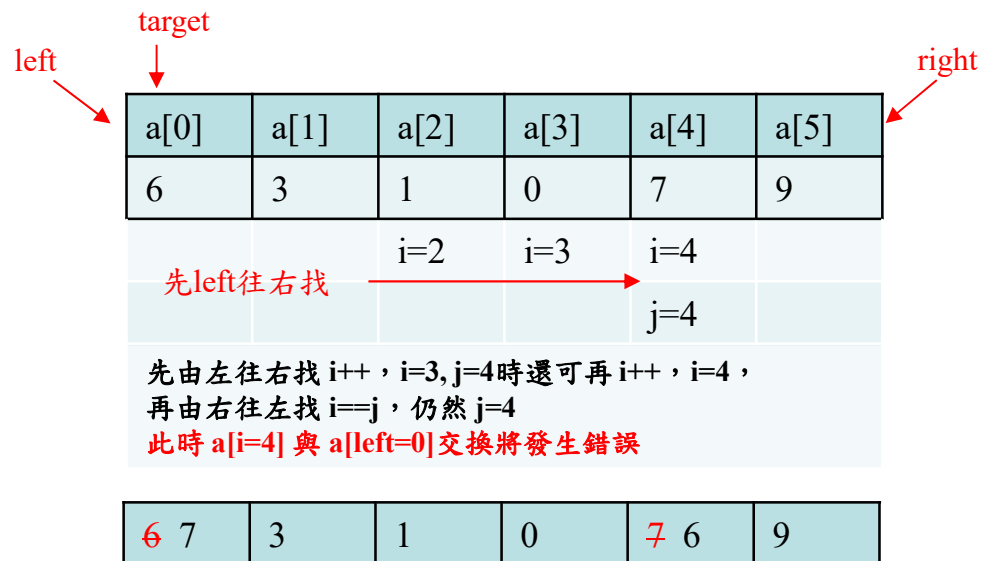 target
left
right
a[0] a[1] a[2] a[3] a[4] a[5]
6 3 1 0 7 9
i=2 i=3 i=4
先left往右找
j=4
先由左往右找 i++，i=3, j=4時還可再 i++，i=4，
再由右往左找 i==j，仍然 j=4
此時 a[i=4] 與 a[left=0]交換將發生錯誤
6 7 3 1 0 7 6 9